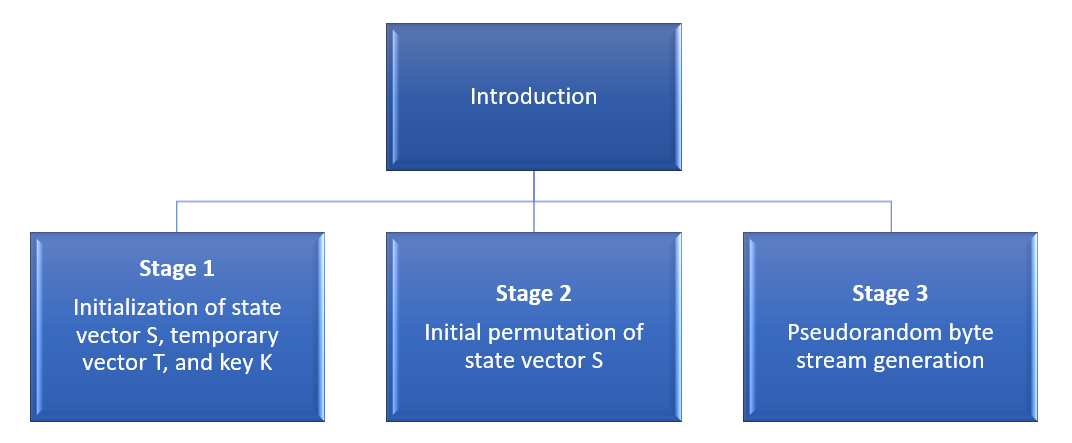 Introduction
Stage 1
Initialization of state
vector S, temporary
vector T, and key K
Stage 2
Initial permutation of
state vector S
Stage 3
Pseudorandom byte
stream generation